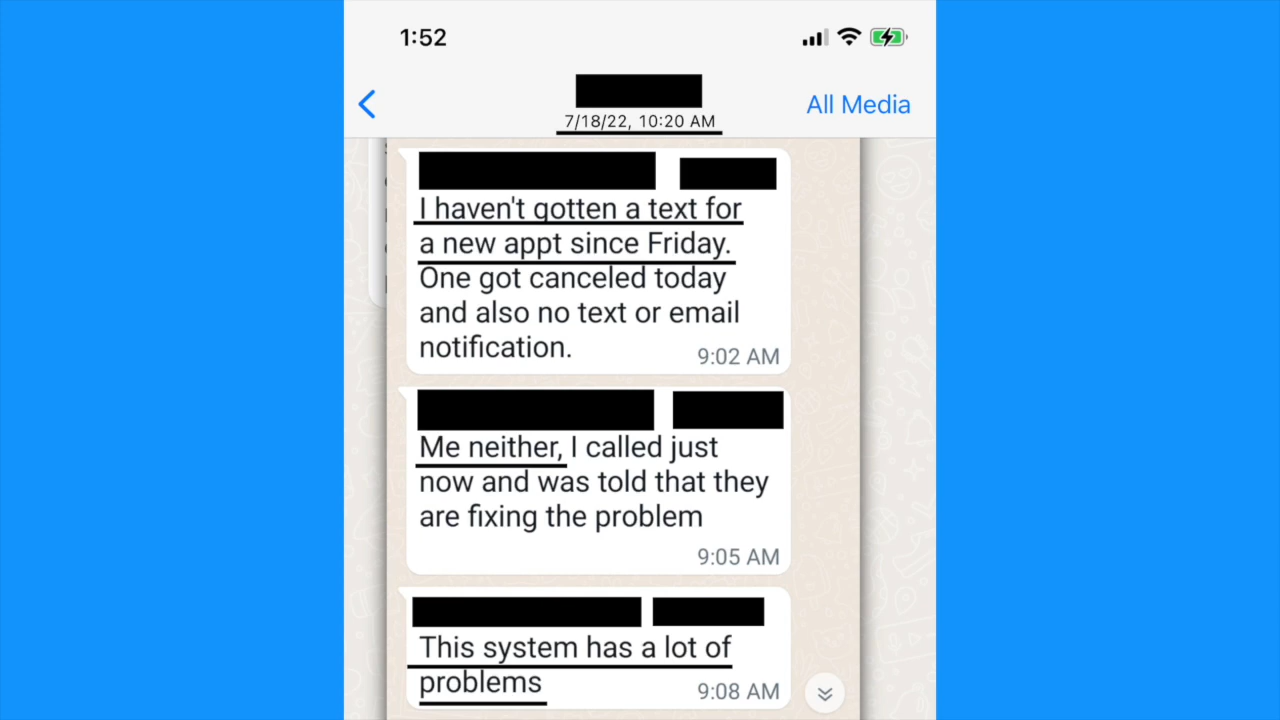 1:52
All Media
7/18/22, 10:20 AM
I haven't gotten a text for
a new appt since Friday.
One got canceled today
and also no text or email
notification.
9:02 AM
Me neither, I called just
now and was told that they
are fixing the problem
9:05 AM
This system has a lot of
problems
9:08 AM